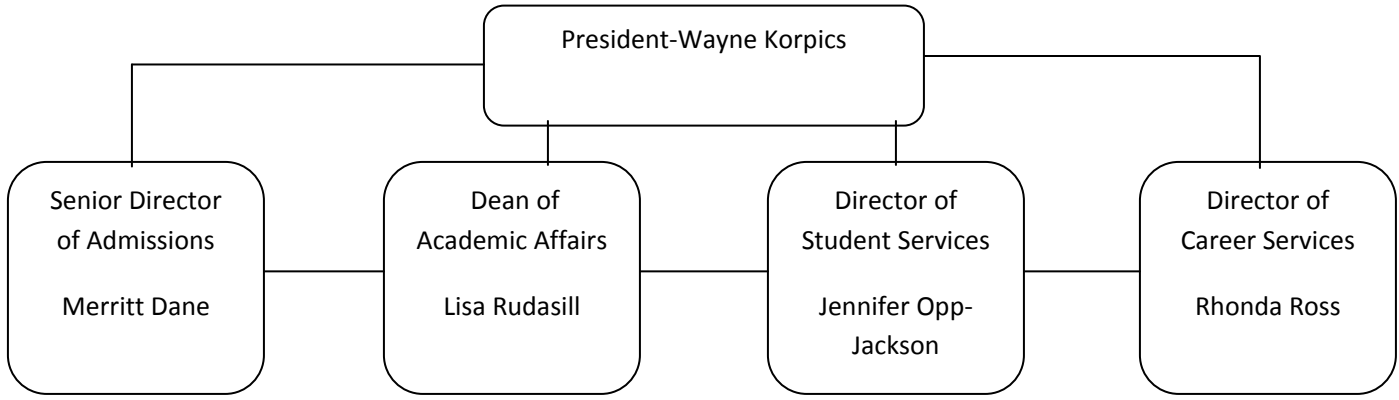 President-Wayne Korpics
Senior Director
of Admissions
Merritt Dane
Dean of
Academic Affairs
Lisa Rudasill
Director of
Student Services
Jennifer Opp-
Jackson
Director of
Career Services
Rhonda Ross